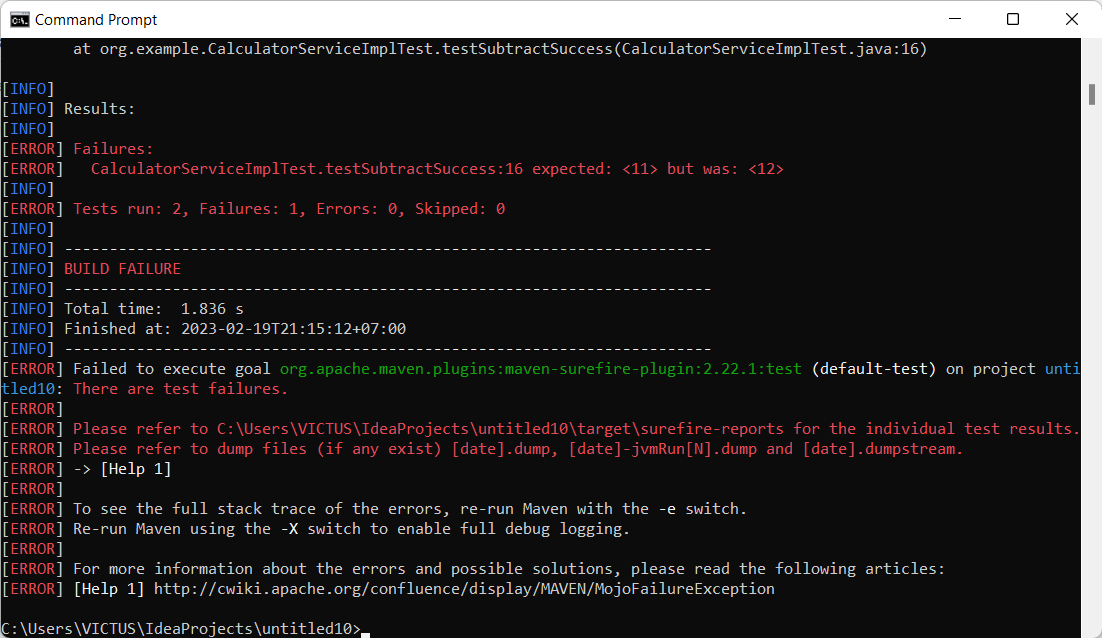 Command Prompt
at org.example.CalculatorServiceImplTest.testSubtractSuccess(CalculatorServiceImplTest.java:16)
[INFO]
[INFO] Results:
[INFO]
[ERROR] Failures:
[ERROR]   CalculatorServiceImplTest.testSubtractSuccess:16 expected: <11> but was: <12>
[INFO]
[ERROR] Tests run: 2, Failures: 1, Errors: 0, Skipped: 0
[INFO]
[INFO] ------------------------------------------------------------------------
[INFO] BUILD FAILURE
[INFO] ------------------------------------------------------------------------
[INFO] Total time:  1.836 s
[INFO] Finished at: 2023-02-19T21:15:12+07:00
[INFO] ------------------------------------------------------------------------
[ERROR] Failed to execute goal org.apache.maven.plugins:maven-surefire-plugin:2.22.1:test (default-test) on project unti
tled10: There are test failures.
[ERROR]
[ERROR] Please refer to C:\Users\VICTUS\IdeaProjects\untitled10\target\surefire-reports for the individual test results.
[ERROR] Please refer to dump files (if any exist) [date].dump, [date]-jvmRun[N].dump and [date].dumpstream.
[ERROR] -> [Help 1]
[ERROR]
[ERROR] To see the full stack trace of the errors, re-run Maven with the -e switch.
[ERROR] Re-run Maven using the -X switch to enable full debug logging.
[ERROR]
[ERROR] For more information about the errors and possible solutions, please read the following articles:
[ERROR] [Help 1] http://cwiki.apache.org/confluence/display/MAVEN/MojoFailureException
C:\Users\VICTUS\IdeaProjects\untitled10>